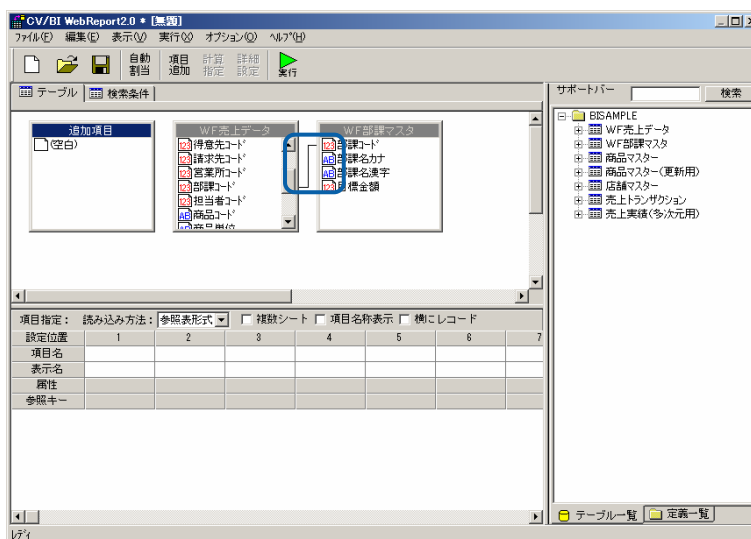 CV/BI WebReport2.0 * [無題]
ファイル(F) 編集(E) 表示(V) 実行(X) オプション(O) ヘルプ(H)
自動割当 項目追加 計算指定 詳細設定 実行
テーブル 検索条件
追加項目
(空白)
WF売上データ
得意先コード
請求先コード
営業所コード
部課コード
担当者コード
商品コード
商品単位
WF部課マスタ
部課コード
部課名カナ
部課名漢字
目標金額
項目指定： 読み込み方法： 参照表形式 複数シート 項目名称表示 横にレコード
設定位置 1 2 3 4 5 6 7
項目名
表示名
属性
参照キー
サポートバー 検索
BISAMPLE
WF売上データ
WF部課マスタ
商品マスター
商品マスター(更新用)
店舗マスター
売上トランザクション
売上実績(多次元用)
テーブル一覧 定義一覧
レディ